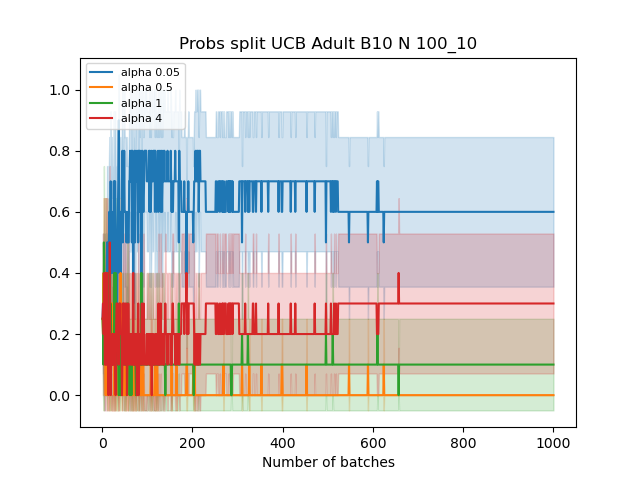 Probs split UCB Adult B10 N 100_10
alpha 0.05
alpha 0.5
alpha 1
alpha 4
1.0
0.8
0.6
0.4
0.2
0.0
0 200 400 600 800 1000
Number of batches